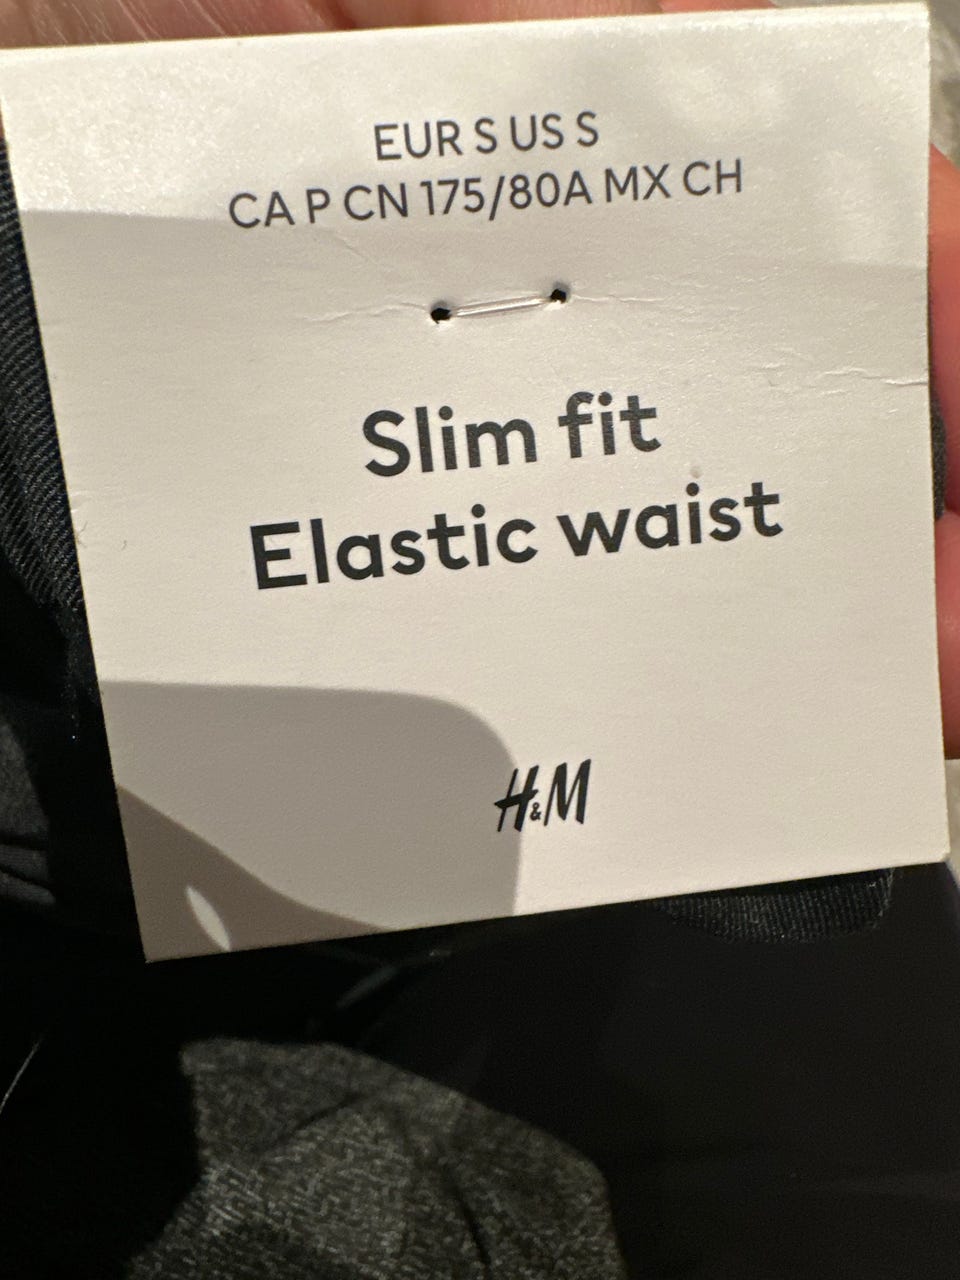 EUR S US S
CA P CN 175/80A MX CH
Slim fit
Elastic waist
H&M